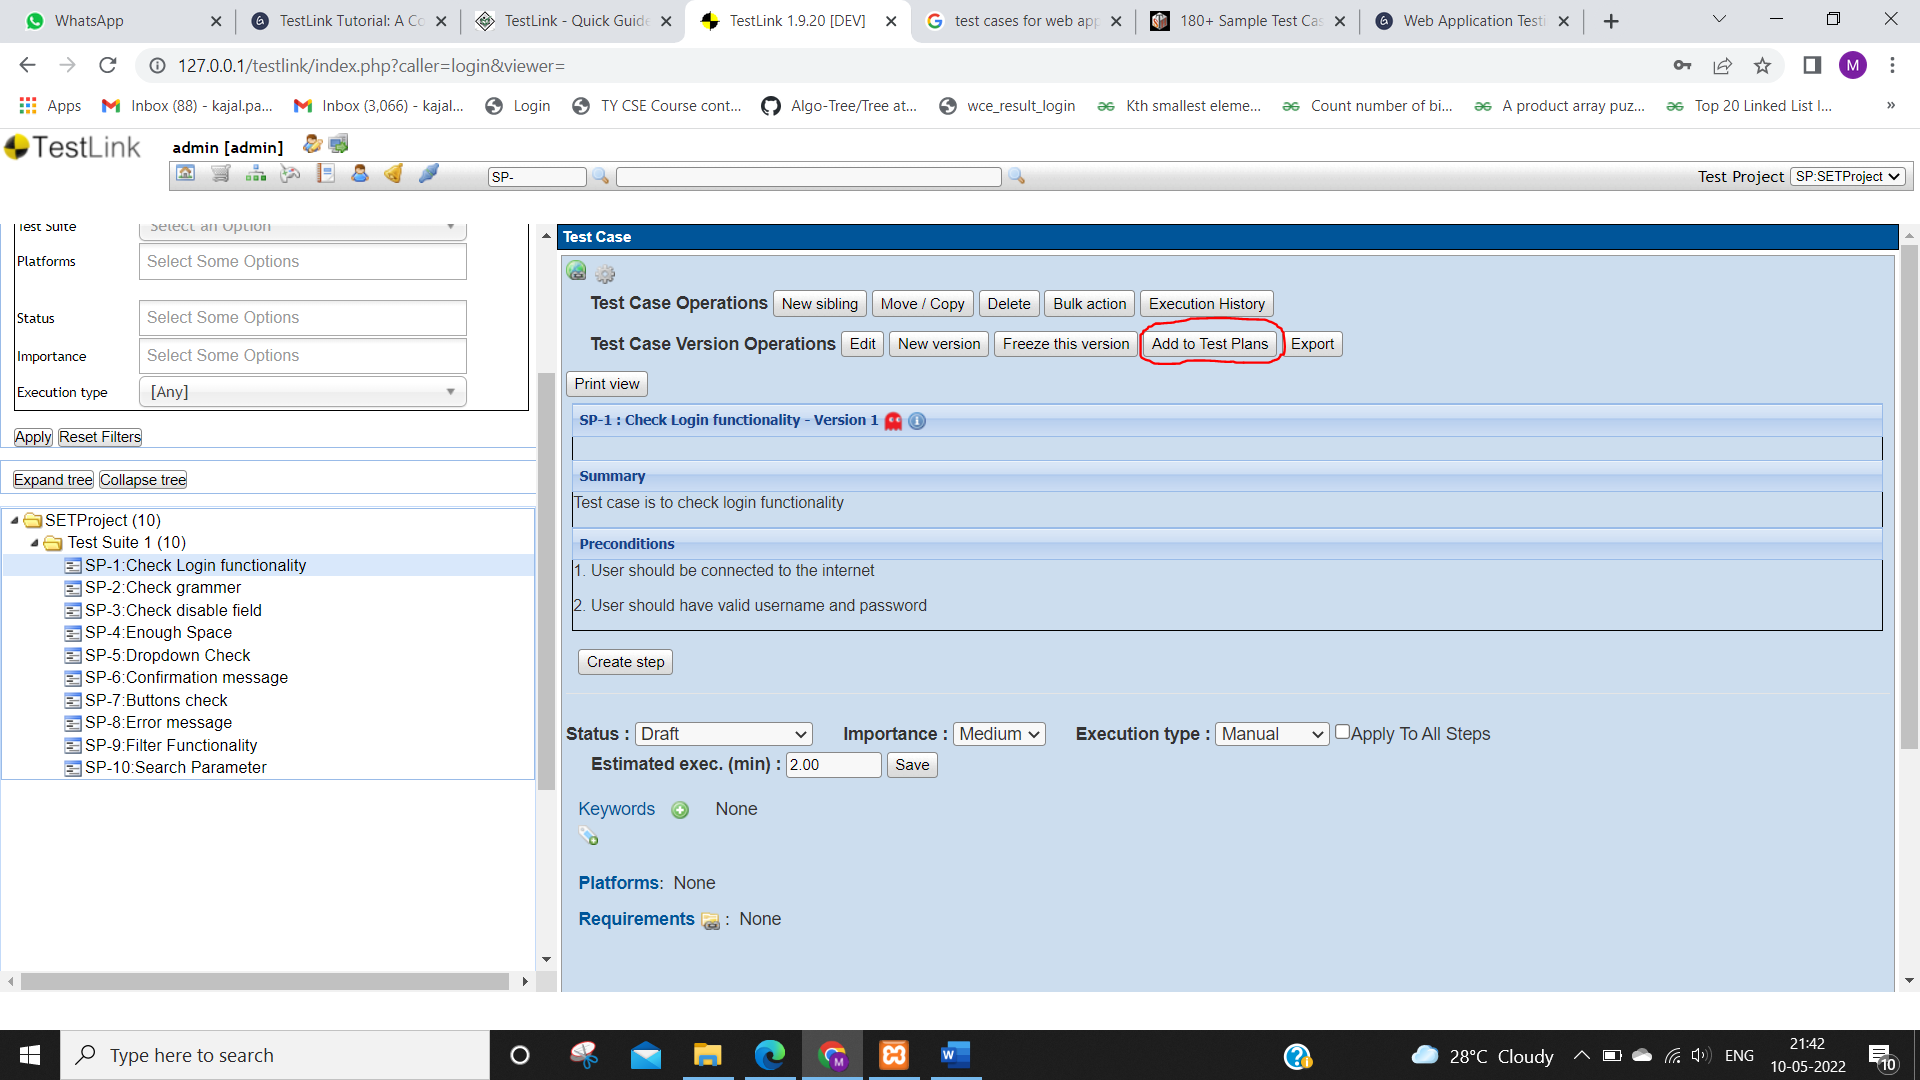 WhatsApp
TestLink Tutorial: A Co
TestLink - Quick Guide
TestLink 1.9.20 [DEV]
test cases for web app
180+ Sample Test Cas
Web Application Testi
127.0.0.1/testlink/index.php?caller=login&viewer=
M
Apps
Inbox (88) - kajal.pa...
Inbox (3,066) - kajal...
Login
TY CSE Course cont...
Algo-Tree/Tree at...
wce_result_login
Kth smallest eleme...
Count number of bi...
A product array puz...
Top 20 Linked List I...
»
TestLink
admin [admin]
SP-
Test Project
SP:SETProject
Test Suite
Select an Option
Platforms
Select Some Options
Status
Select Some Options
Importance
Select Some Options
Execution type
[Any]
Apply
Reset Filters
Expand tree
Collapse tree
SETProject (10)
Test Suite 1 (10)
SP-1:Check Login functionality
SP-2:Check grammer
SP-3:Check disable field
SP-4:Enough Space
SP-5:Dropdown Check
SP-6:Confirmation message
SP-7:Buttons check
SP-8:Error message
SP-9:Filter Functionality
SP-10:Search Parameter
Test Case
Test Case Operations
New sibling
Move / Copy
Delete
Bulk action
Execution History
Test Case Version Operations
Edit
New version
Freeze this version
Add to Test Plans
Export
Print view
SP-1 : Check Login functionality - Version 1
Summary
Test case is to check login functionality
Preconditions
1. User should be connected to the internet
2. User should have valid username and password
Create step
Status :
Draft
Importance :
Medium
Execution type :
Manual
Apply To All Steps
Estimated exec. (min) :
2.00
Save
Keywords
None
Platforms: None
Requirements : None
Type here to search
28°C Cloudy
ENG
21:42
10-05-2022
10